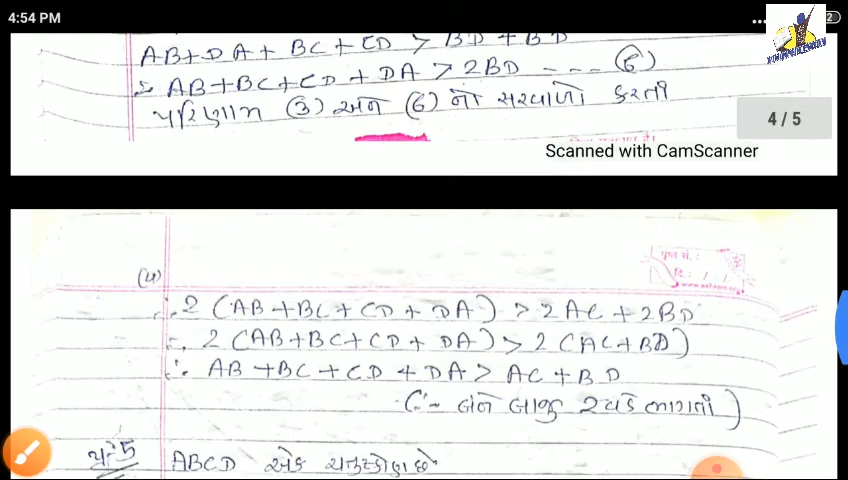 4:54 PM
AB+DA+BC+CD > BD+BD
∴ AB+BC+CD+DA > 2BD --- (6)
પરિણામ (3) અને (6) નો સરવાળો કરતાં
4 / 5
Scanned with CamScanner
पृष्ठ सं. :
(4)
दि. : / /
∴ 2 (AB+BC+CD+DA) > 2AC+2BD
∴ 2 (AB+BC+CD+DA) > 2 (AC+BD)
∴ AB+BC+CD+DA > AC+BD
(∵ બંને બાજુ 2 વડે ભાગતાં)
5 ABCD એક ચતુષ્કોણ છે